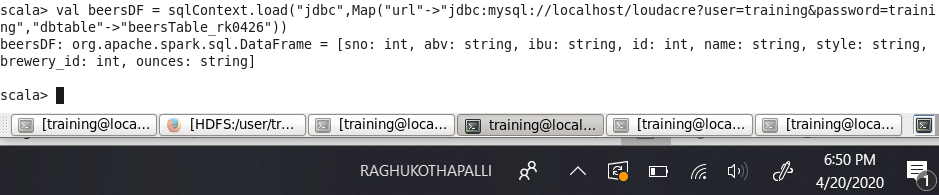 scala> val beersDF = sqlContext.load("jdbc",Map("url"->"jdbc:mysql://localhost/loudacre?user=training&password=traini
ng","dbtable"->"beersTable_rk0426"))
beersDF: org.apache.spark.sql.DataFrame = [sno: int, abv: string, ibu: string, id: int, name: string, style: string,
brewery_id: int, ounces: string]
scala>
[training@loca... [HDFS:/user/tr... [training@loca... training@local... [training@loca... [training@loca...
RAGHUKOTHAPALLI 6:50 PM
4/20/2020 1